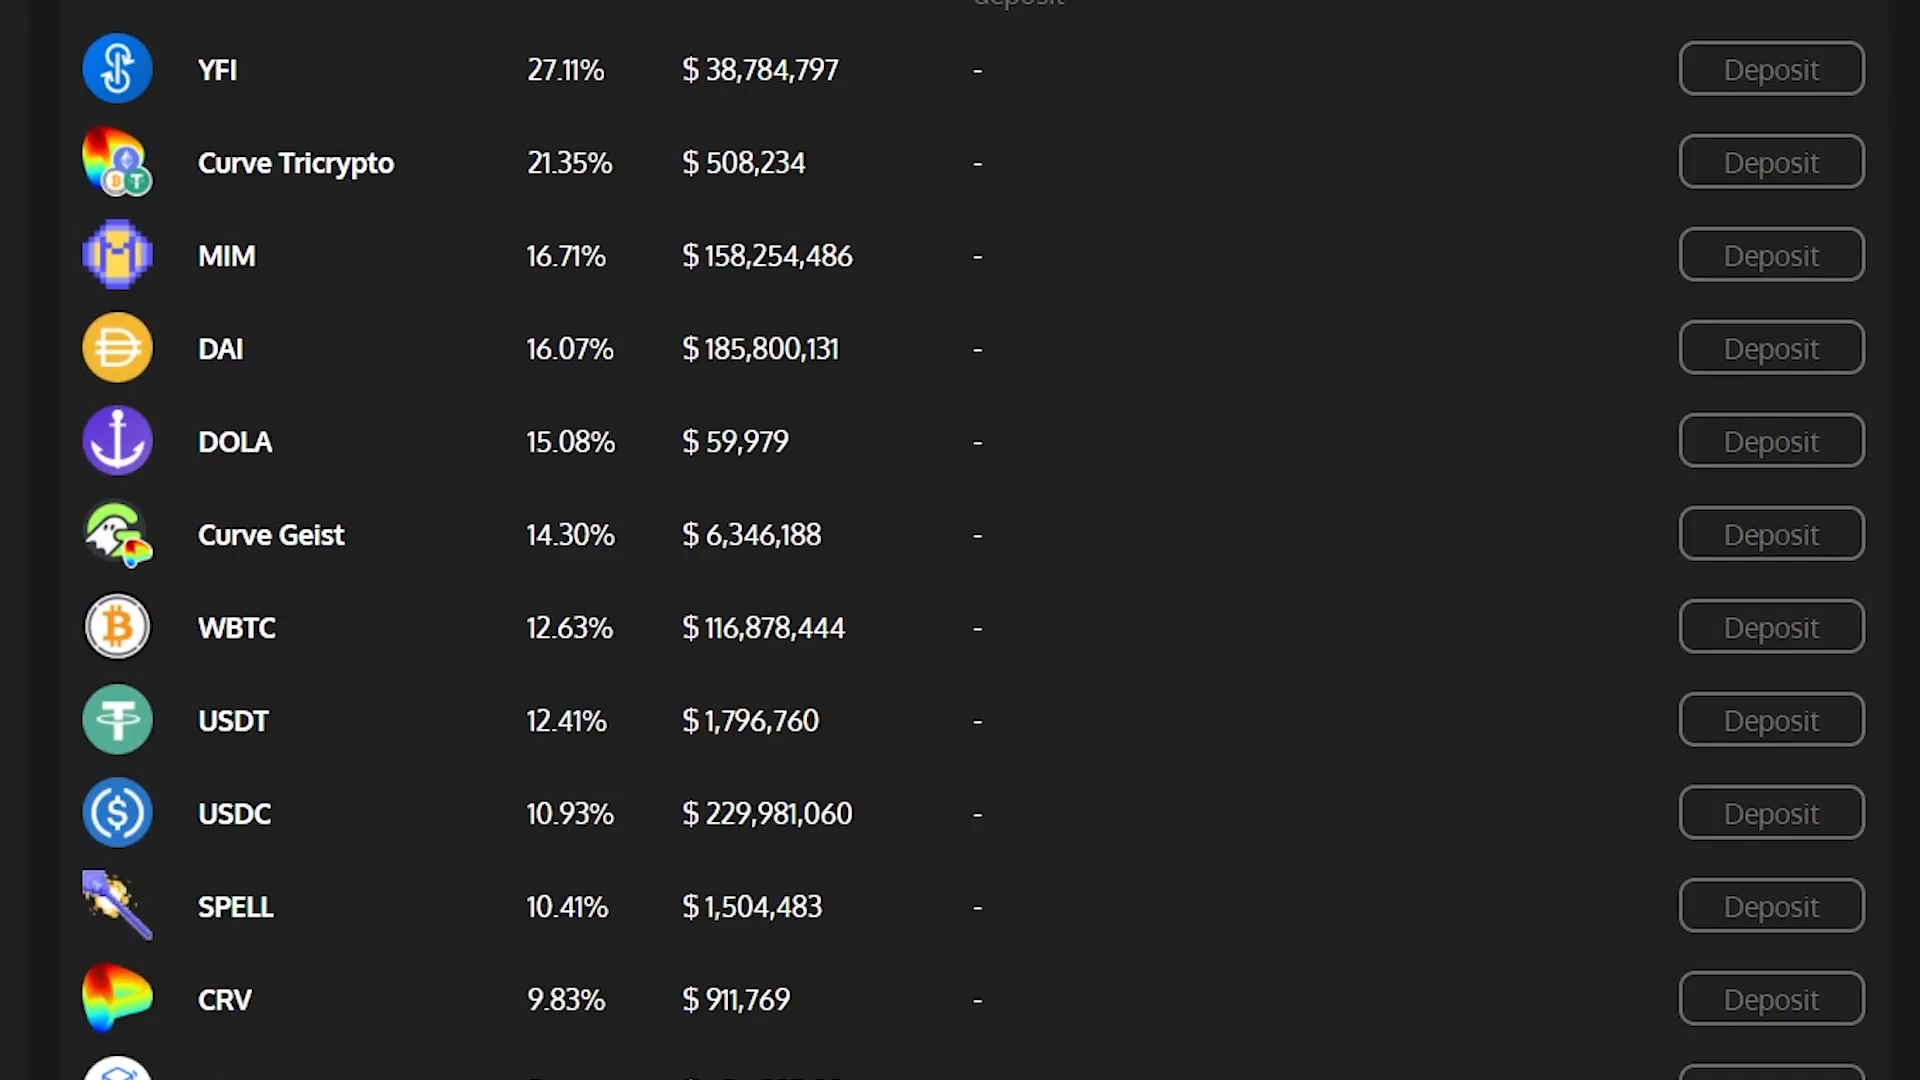 deposit
YFI 27.11% $ 38,784,797 - Deposit
Curve Tricrypto 21.35% $ 508,234 - Deposit
MIM 16.71% $ 158,254,486 - Deposit
DAI 16.07% $ 185,800,131 - Deposit
DOLA 15.08% $ 59,979 - Deposit
Curve Geist 14.30% $ 6,346,188 - Deposit
WBTC 12.63% $ 116,878,444 - Deposit
USDT 12.41% $ 1,796,760 - Deposit
USDC 10.93% $ 229,981,060 - Deposit
SPELL 10.41% $ 1,504,483 - Deposit
CRV 9.83% $ 911,769 - Deposit